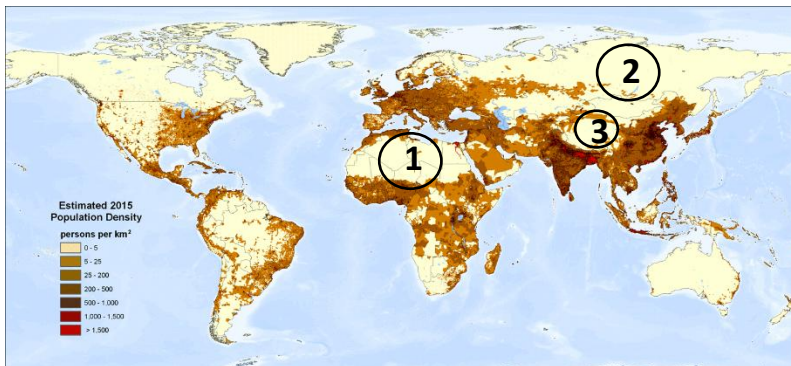 1
2
3
Estimated 2015
Population Density
persons per km²
0 - 5
5 - 25
25 - 200
200 - 500
500 - 1,000
1,000 - 1,500
> 1,500